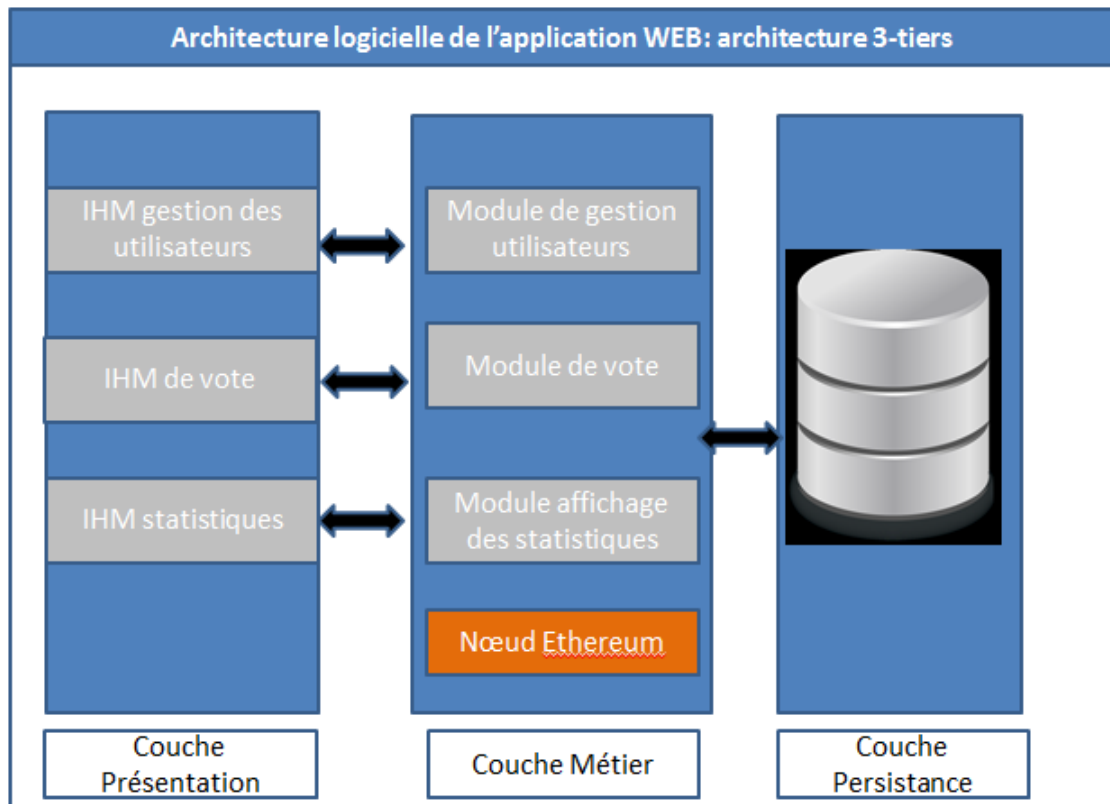 Architecture logicielle de l'application WEB: architecture 3-tiers
IHM gestion des
utilisateurs
Module de gestion
utilisateurs
IHM de vote
Module de vote
IHM statistiques
Module affichage
des statistiques
Nœud Ethereum
Couche
Présentation
Couche Métier
Couche
Persistance